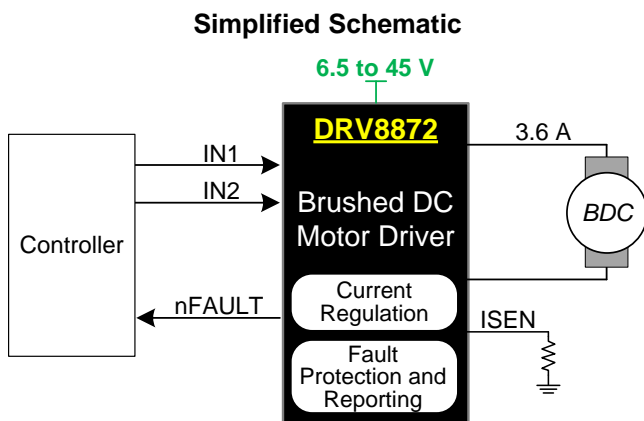 Simplified Schematic
6.5 to 45 V
DRV8872
3.6 A
IN1
IN2
Brushed DC
Motor Driver
BDC
Controller
nFAULT
Current
Regulation
ISEN
Fault
Protection and
Reporting